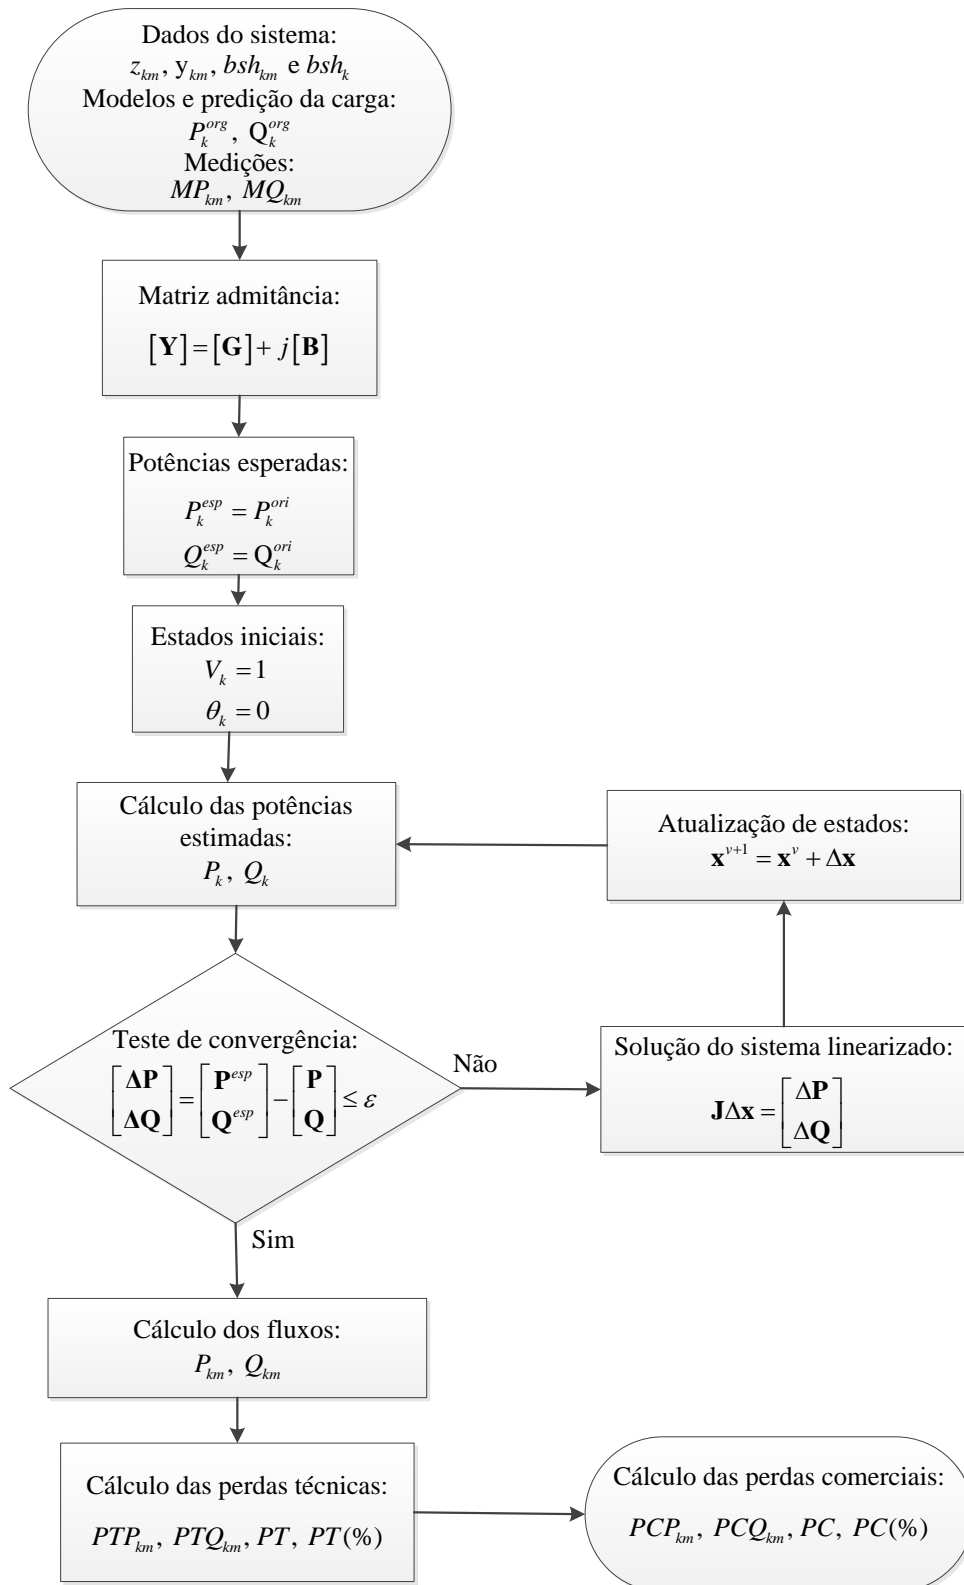 Dados do sistema:
z_km, y_km, bsh_km e bsh_k
Modelos e predição da carga:
P_k^org, Q_k^org
Medições:
MP_km, MQ_km
Matriz admitância:
[Y]=[G]+ j[B]
Potências esperadas:
P_k^esp = P_k^ori
Q_k^esp = Q_k^ori
Estados iniciais:
V_k = 1
θ_k = 0
Cálculo das potências
estimadas:
P_k, Q_k
Atualização de estados:
x^{v+1} = x^v + Δx
Teste de convergência:
[ΔP; ΔQ] = [P^esp; Q^esp] − [P; Q] ≤ ε
Não
Solução do sistema linearizado:
JΔx = [ΔP; ΔQ]
Sim
Cálculo dos fluxos:
P_km, Q_km
Cálculo das perdas técnicas:
PTP_km, PTQ_km, PT, PT(%)
Cálculo das perdas comerciais:
PCP_km, PCQ_km, PC, PC(%)